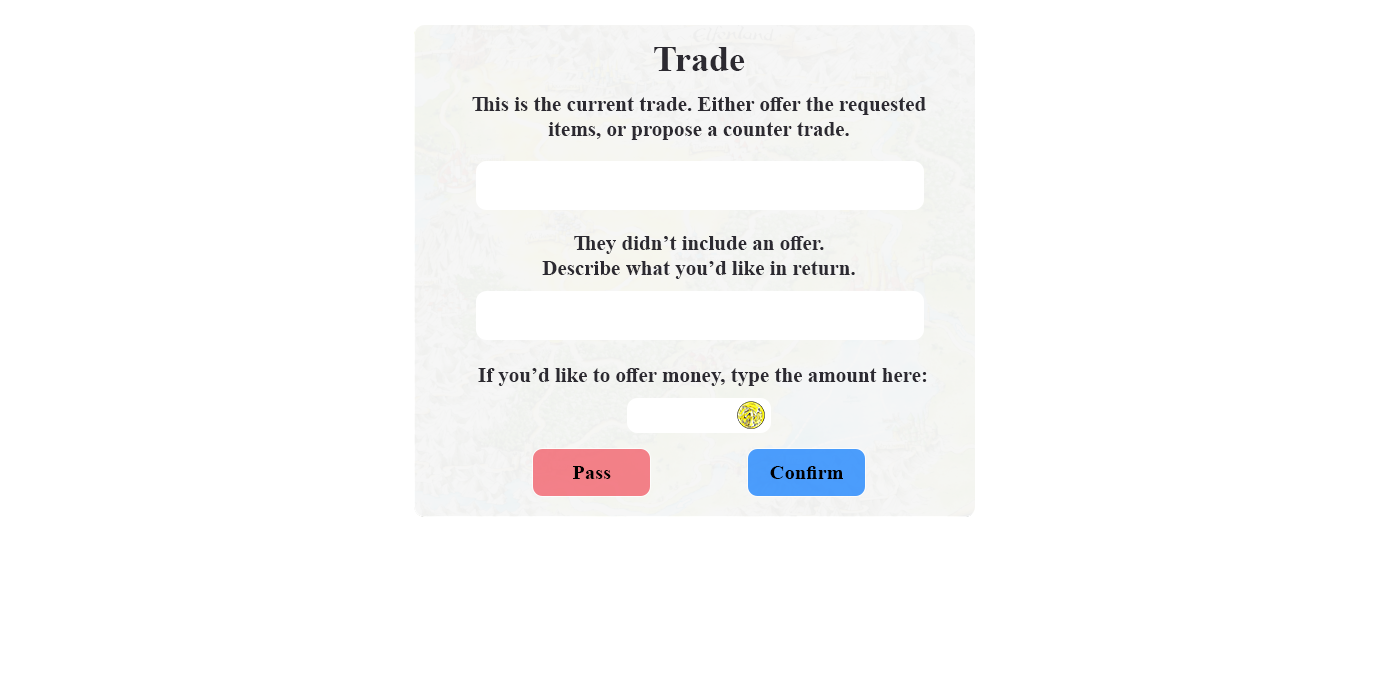 Elfenland
Trade
This is the current trade. Either offer the requested
items, or propose a counter trade.
They didn’t include an offer.
Describe what you’d like in return.
If you’d like to offer money, type the amount here:
Pass
Confirm